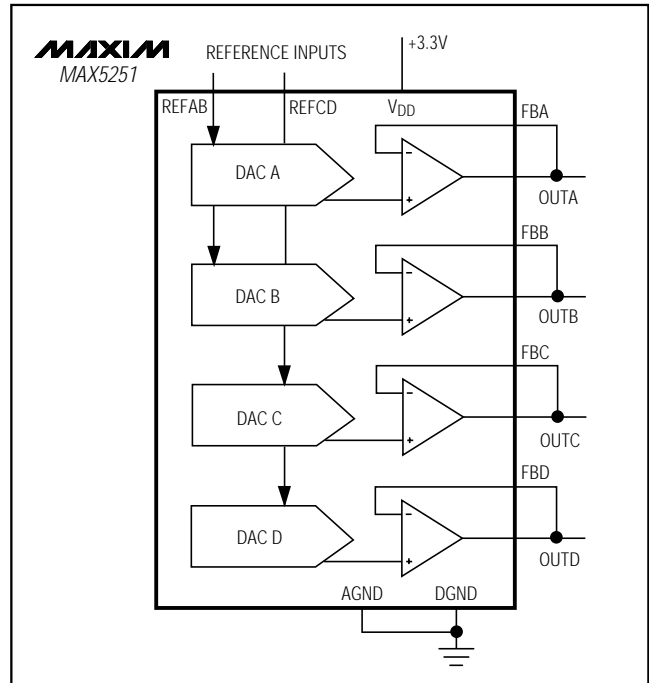 MAXIM
MAX5251
REFERENCE INPUTS
+3.3V
REFAB
REFCD
VDD
FBA
DAC A
-
+
OUTA
FBB
DAC B
-
+
OUTB
FBC
DAC C
-
+
OUTC
FBD
DAC D
-
+
OUTD
AGND
DGND